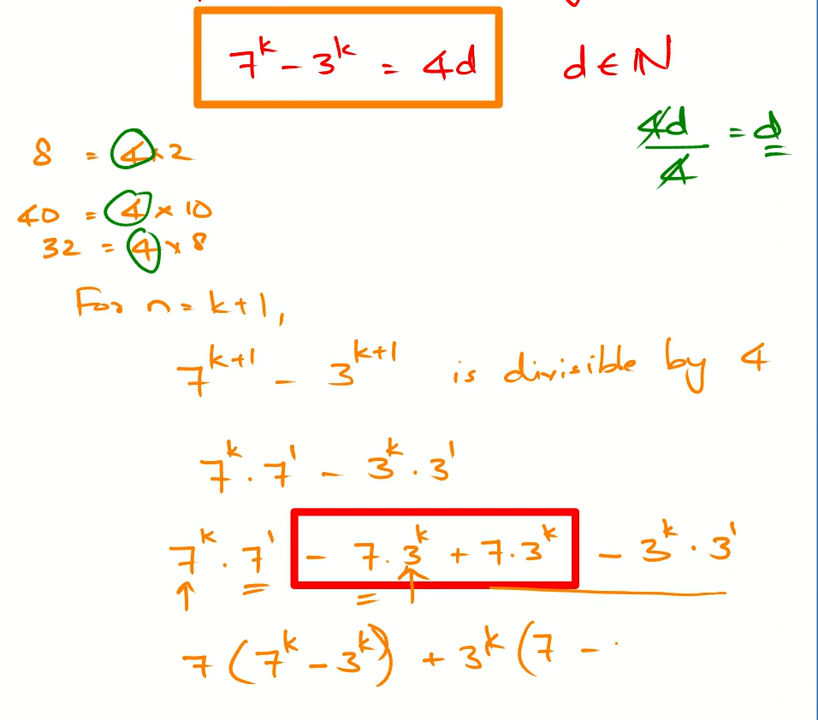 7^k - 3^k = 4d   d ∈ ℕ
4d/4 = d
8 = 4 × 2
40 = 4 × 10
32 = 4 × 8
For n = k+1,
7^(k+1) - 3^(k+1) is divisible by 4
7^k · 7^1 - 3^k · 3^1
7^k · 7^1 - 7 · 3^k + 7 · 3^k - 3^k · 3^1
7 (7^k - 3^k) + 3^k (7 -